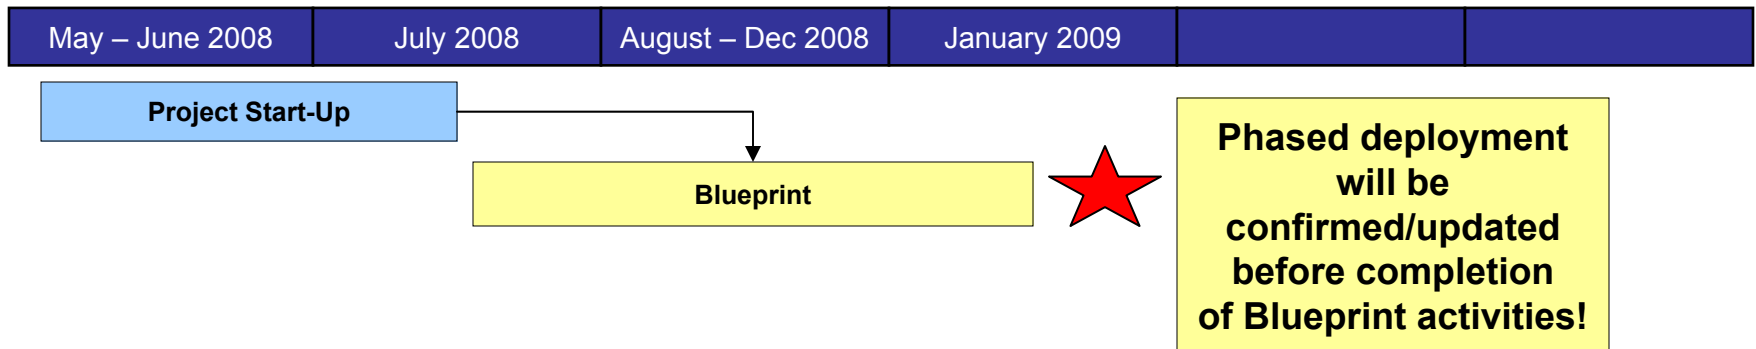 May – June 2008
July 2008
August – Dec 2008
January 2009
Project Start-Up
Blueprint
Phased deployment
will be
confirmed/updated
before completion
of Blueprint activities!